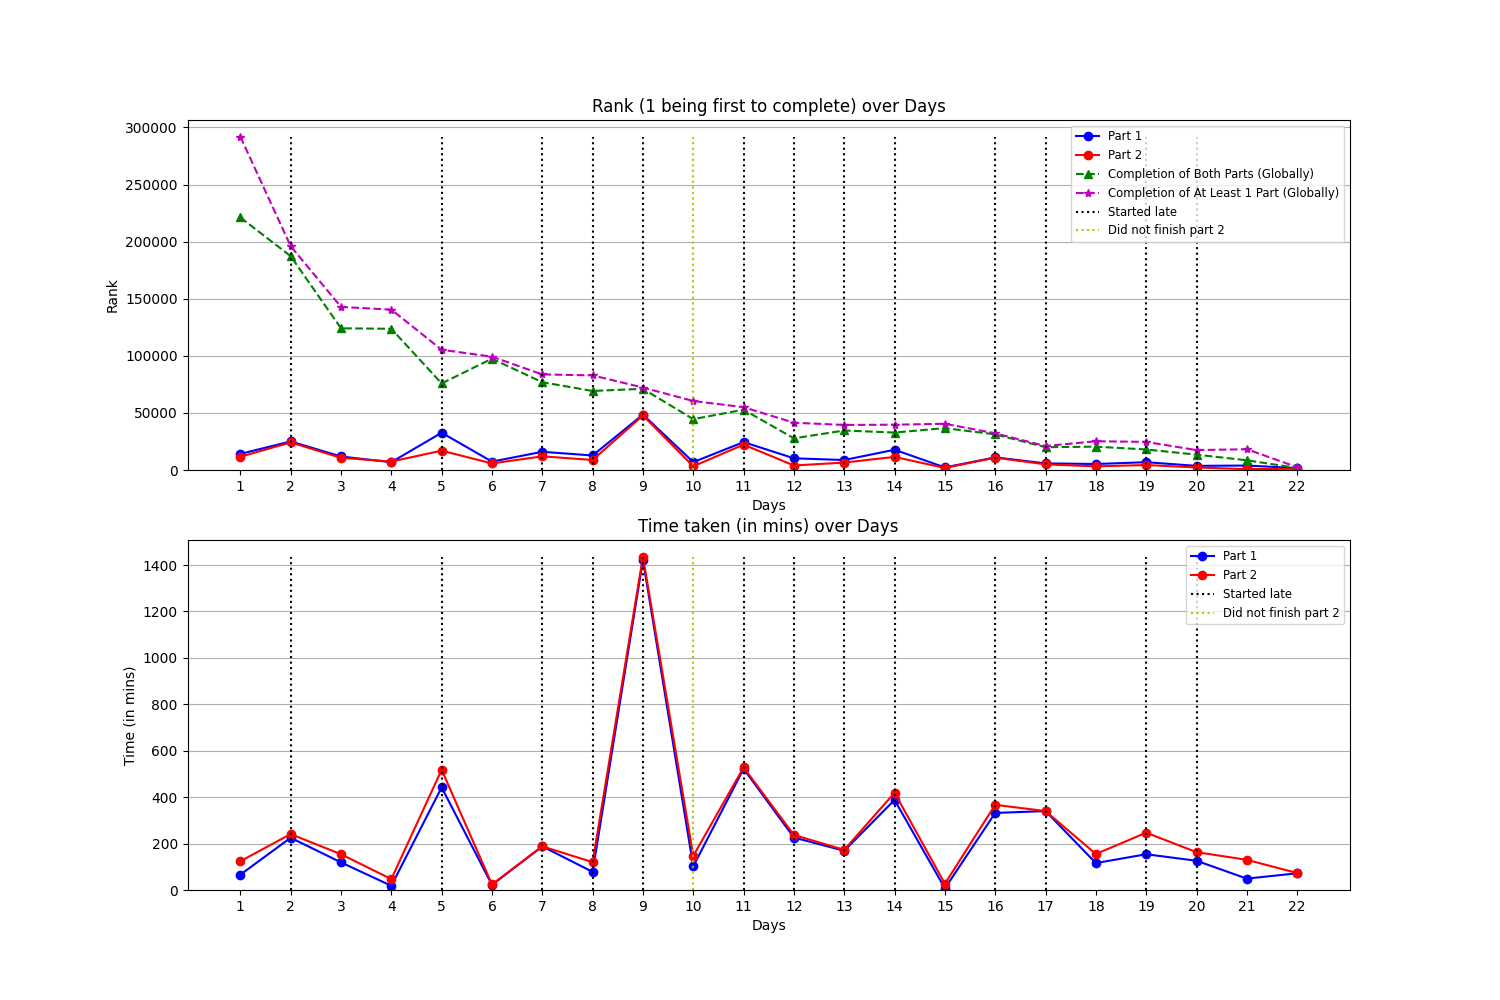 Rank (1 being first to complete) over Days
300000
250000
200000
150000
100000
50000
0
Rank
Part 1
Part 2
Completion of Both Parts (Globally)
Completion of At Least 1 Part (Globally)
Started late
Did not finish part 2
1 2 3 4 5 6 7 8 9 10 11 12 13 14 15 16 17 18 19 20 21 22
Days
Time taken (in mins) over Days
1400
1200
1000
800
600
400
200
0
Time (in mins)
Part 1
Part 2
Started late
Did not finish part 2
1 2 3 4 5 6 7 8 9 10 11 12 13 14 15 16 17 18 19 20 21 22
Days